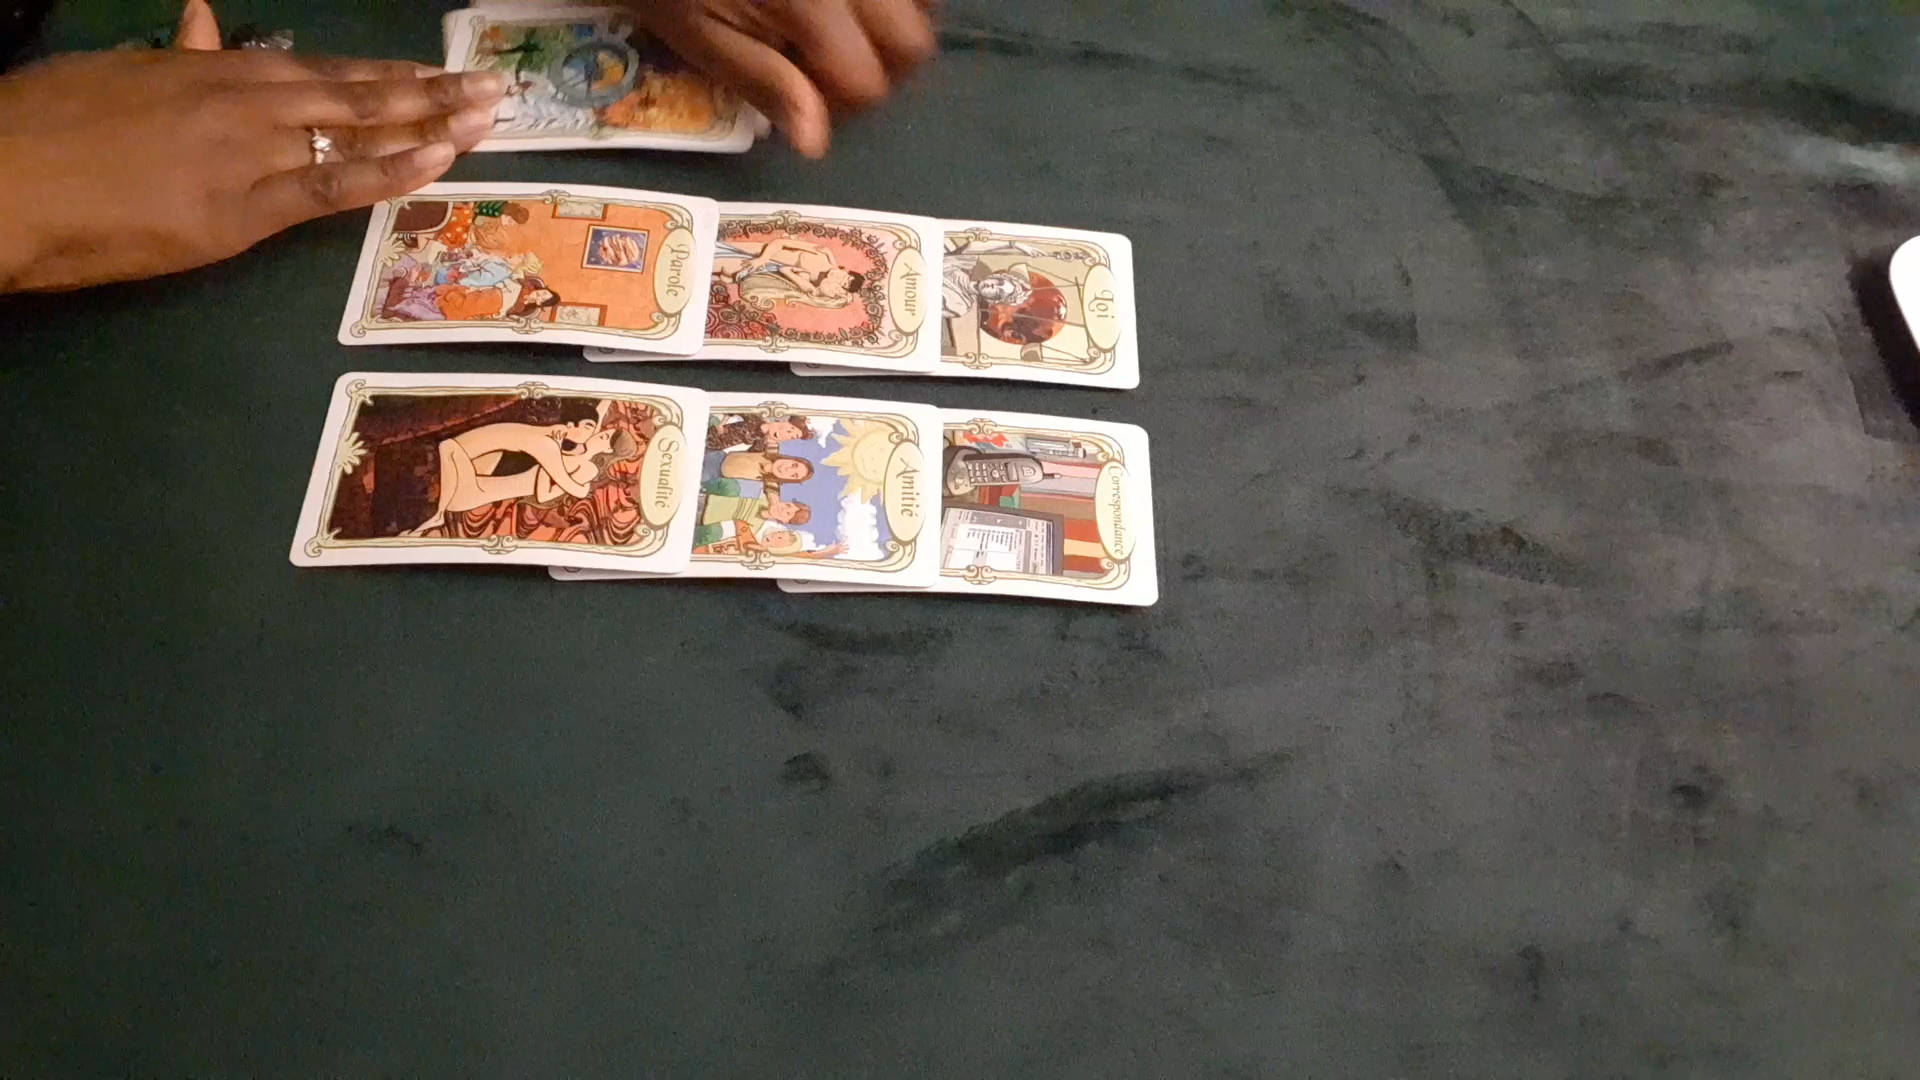 Parole
Amour
Loi
Sexualité
Amitié
Correspondance